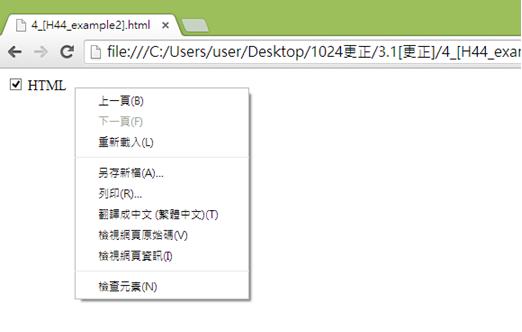 4_[H44_example2].html
file:///C:/Users/user/Desktop/1024更正/3.1[更正]/4_[H44_exam
HTML
上一頁(B)
下一頁(F)
重新載入(L)
另存新檔(A)...
列印(R)...
翻譯成中文 (繁體中文)(T)
檢視網頁原始碼(V)
檢視網頁資訊(I)
檢查元素(N)